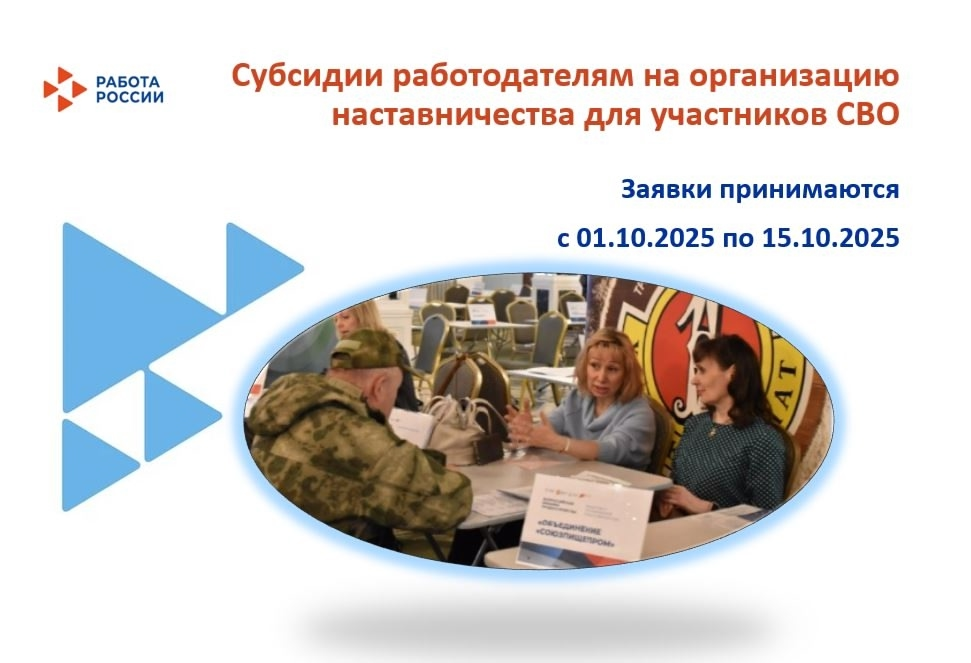 РАБОТА
РОССИИ
Субсидии работодателям на организацию
наставничества для участников СВО
Заявки принимаются
с 01.10.2025 по 15.10.2025
«ОБЪЕДИНЕНИЕ
«СОЮЗПИЩЕПРОМ»